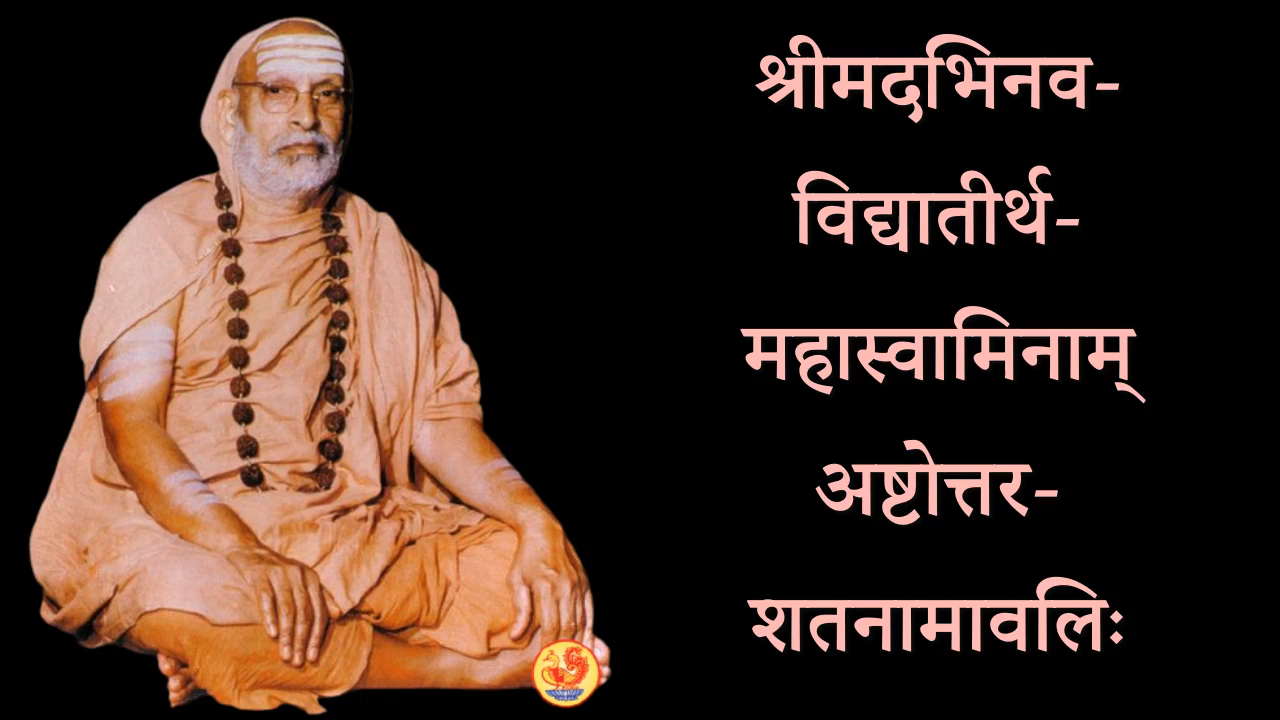 श्रीमदभिनव-
विद्यातीर्थ-
महास्वामिनाम्
अष्टोत्तर-
शतनामावलिः